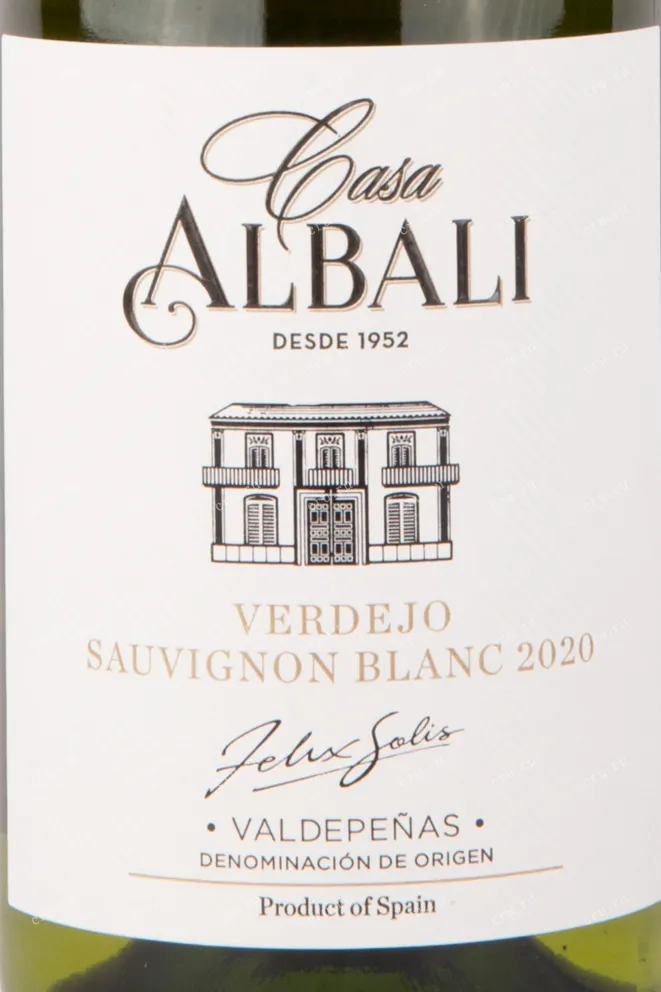 Casa
ALBALI
DESDE 1952
VERDEJO
SAUVIGNON BLANC 2020
Felix Solis
• VALDEPEÑAS •
DENOMINACIÓN DE ORIGEN
Product of Spain